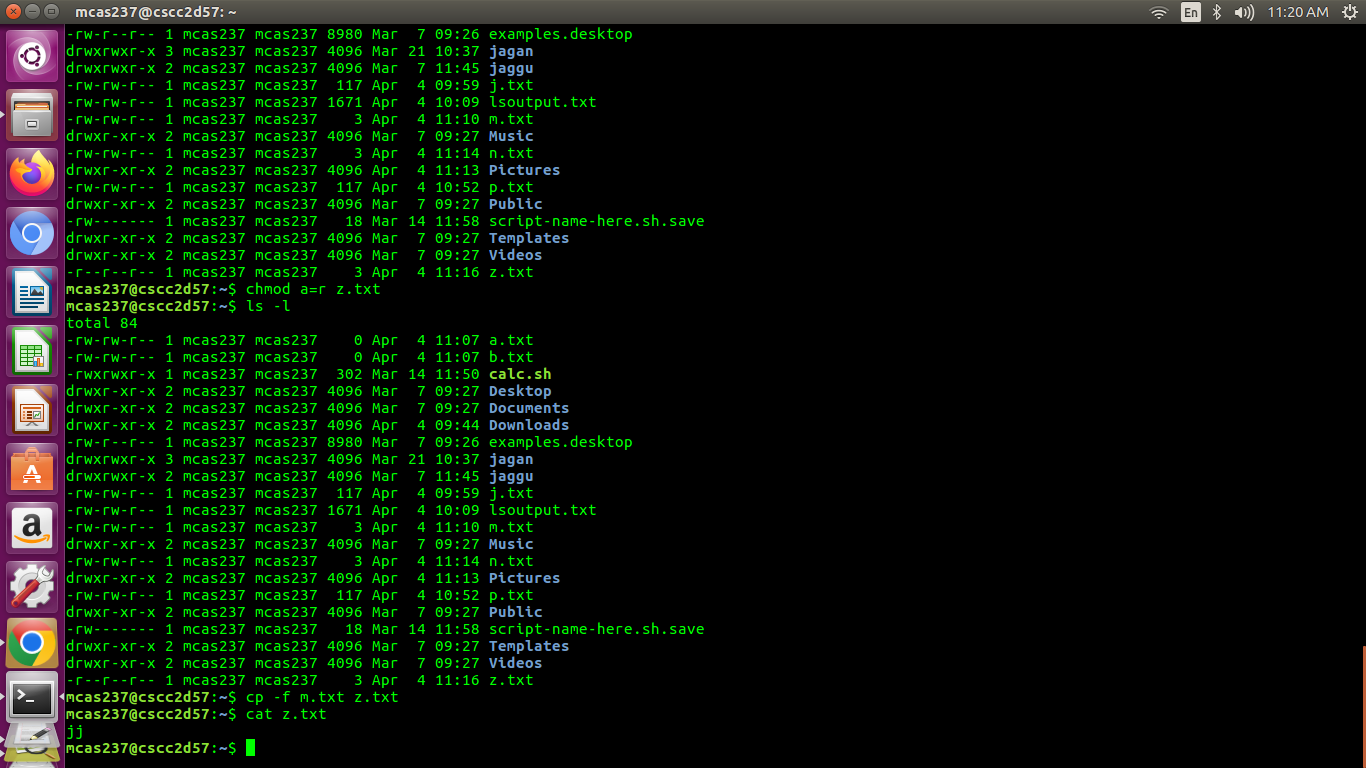 mcas237@cscc2d57: ~
En
11:20 AM
-rw-r--r-- 1 mcas237 mcas237 8980 Mar  7 09:26 examples.desktop
drwxrwxr-x 3 mcas237 mcas237 4096 Mar 21 10:37 jagan
drwxrwxr-x 2 mcas237 mcas237 4096 Mar  7 11:45 jaggu
-rw-rw-r-- 1 mcas237 mcas237  117 Apr  4 09:59 j.txt
-rw-rw-r-- 1 mcas237 mcas237 1671 Apr  4 10:09 lsoutput.txt
-rw-rw-r-- 1 mcas237 mcas237    3 Apr  4 11:10 m.txt
drwxr-xr-x 2 mcas237 mcas237 4096 Mar  7 09:27 Music
-rw-rw-r-- 1 mcas237 mcas237    3 Apr  4 11:14 n.txt
drwxr-xr-x 2 mcas237 mcas237 4096 Apr  4 11:13 Pictures
-rw-rw-r-- 1 mcas237 mcas237  117 Apr  4 10:52 p.txt
drwxr-xr-x 2 mcas237 mcas237 4096 Mar  7 09:27 Public
-rw------- 1 mcas237 mcas237   18 Mar 14 11:58 script-name-here.sh.save
drwxr-xr-x 2 mcas237 mcas237 4096 Mar  7 09:27 Templates
drwxr-xr-x 2 mcas237 mcas237 4096 Mar  7 09:27 Videos
-r--r--r-- 1 mcas237 mcas237    3 Apr  4 11:16 z.txt
mcas237@cscc2d57:~$ chmod a=r z.txt
mcas237@cscc2d57:~$ ls -l
total 84
-rw-rw-r-- 1 mcas237 mcas237    0 Apr  4 11:07 a.txt
-rw-rw-r-- 1 mcas237 mcas237    0 Apr  4 11:07 b.txt
-rwxrwxr-x 1 mcas237 mcas237  302 Mar 14 11:50 calc.sh
drwxr-xr-x 2 mcas237 mcas237 4096 Mar  7 09:27 Desktop
drwxr-xr-x 2 mcas237 mcas237 4096 Mar  7 09:27 Documents
drwxr-xr-x 2 mcas237 mcas237 4096 Apr  4 09:44 Downloads
-rw-r--r-- 1 mcas237 mcas237 8980 Mar  7 09:26 examples.desktop
drwxrwxr-x 3 mcas237 mcas237 4096 Mar 21 10:37 jagan
drwxrwxr-x 2 mcas237 mcas237 4096 Mar  7 11:45 jaggu
-rw-rw-r-- 1 mcas237 mcas237  117 Apr  4 09:59 j.txt
-rw-rw-r-- 1 mcas237 mcas237 1671 Apr  4 10:09 lsoutput.txt
-rw-rw-r-- 1 mcas237 mcas237    3 Apr  4 11:10 m.txt
drwxr-xr-x 2 mcas237 mcas237 4096 Mar  7 09:27 Music
-rw-rw-r-- 1 mcas237 mcas237    3 Apr  4 11:14 n.txt
drwxr-xr-x 2 mcas237 mcas237 4096 Apr  4 11:13 Pictures
-rw-rw-r-- 1 mcas237 mcas237  117 Apr  4 10:52 p.txt
drwxr-xr-x 2 mcas237 mcas237 4096 Mar  7 09:27 Public
-rw------- 1 mcas237 mcas237   18 Mar 14 11:58 script-name-here.sh.save
drwxr-xr-x 2 mcas237 mcas237 4096 Mar  7 09:27 Templates
drwxr-xr-x 2 mcas237 mcas237 4096 Mar  7 09:27 Videos
-r--r--r-- 1 mcas237 mcas237    3 Apr  4 11:16 z.txt
mcas237@cscc2d57:~$ cp -f m.txt z.txt
mcas237@cscc2d57:~$ cat z.txt
jj
mcas237@cscc2d57:~$